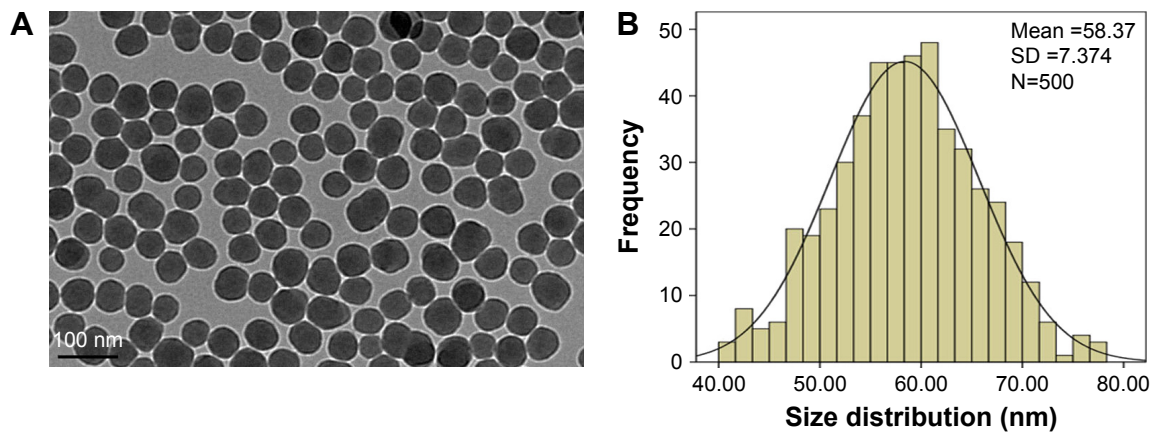 A
100 nm
B
Mean =58.37
SD =7.374
N=500
Frequency
50
40
30
20
10
0
40.00 50.00 60.00 70.00 80.00
Size distribution (nm)